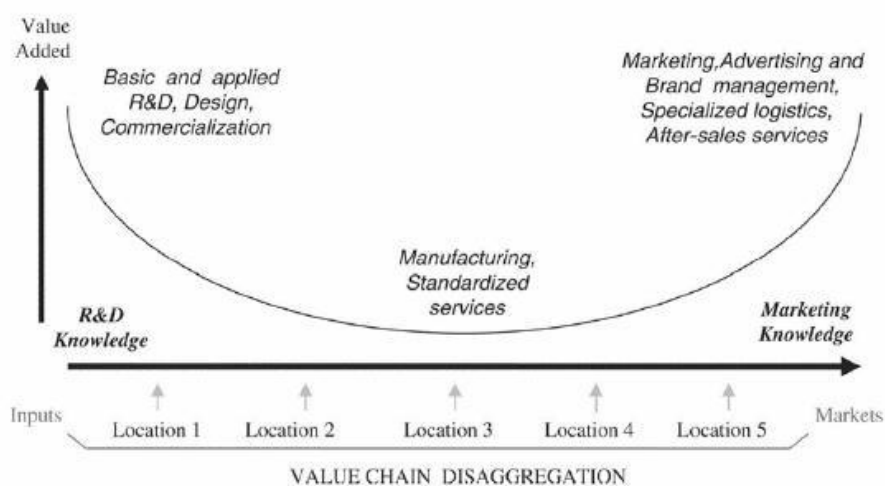 Value
Added
Basic and applied
R&D, Design,
Commercialization
Marketing,Advertising and
Brand management,
Specialized logistics,
After-sales services
Manufacturing,
Standardized
services
R&D
Knowledge
Marketing
Knowledge
Inputs
Location 1
Location 2
Location 3
Location 4
Location 5
Markets
VALUE CHAIN DISAGGREGATION